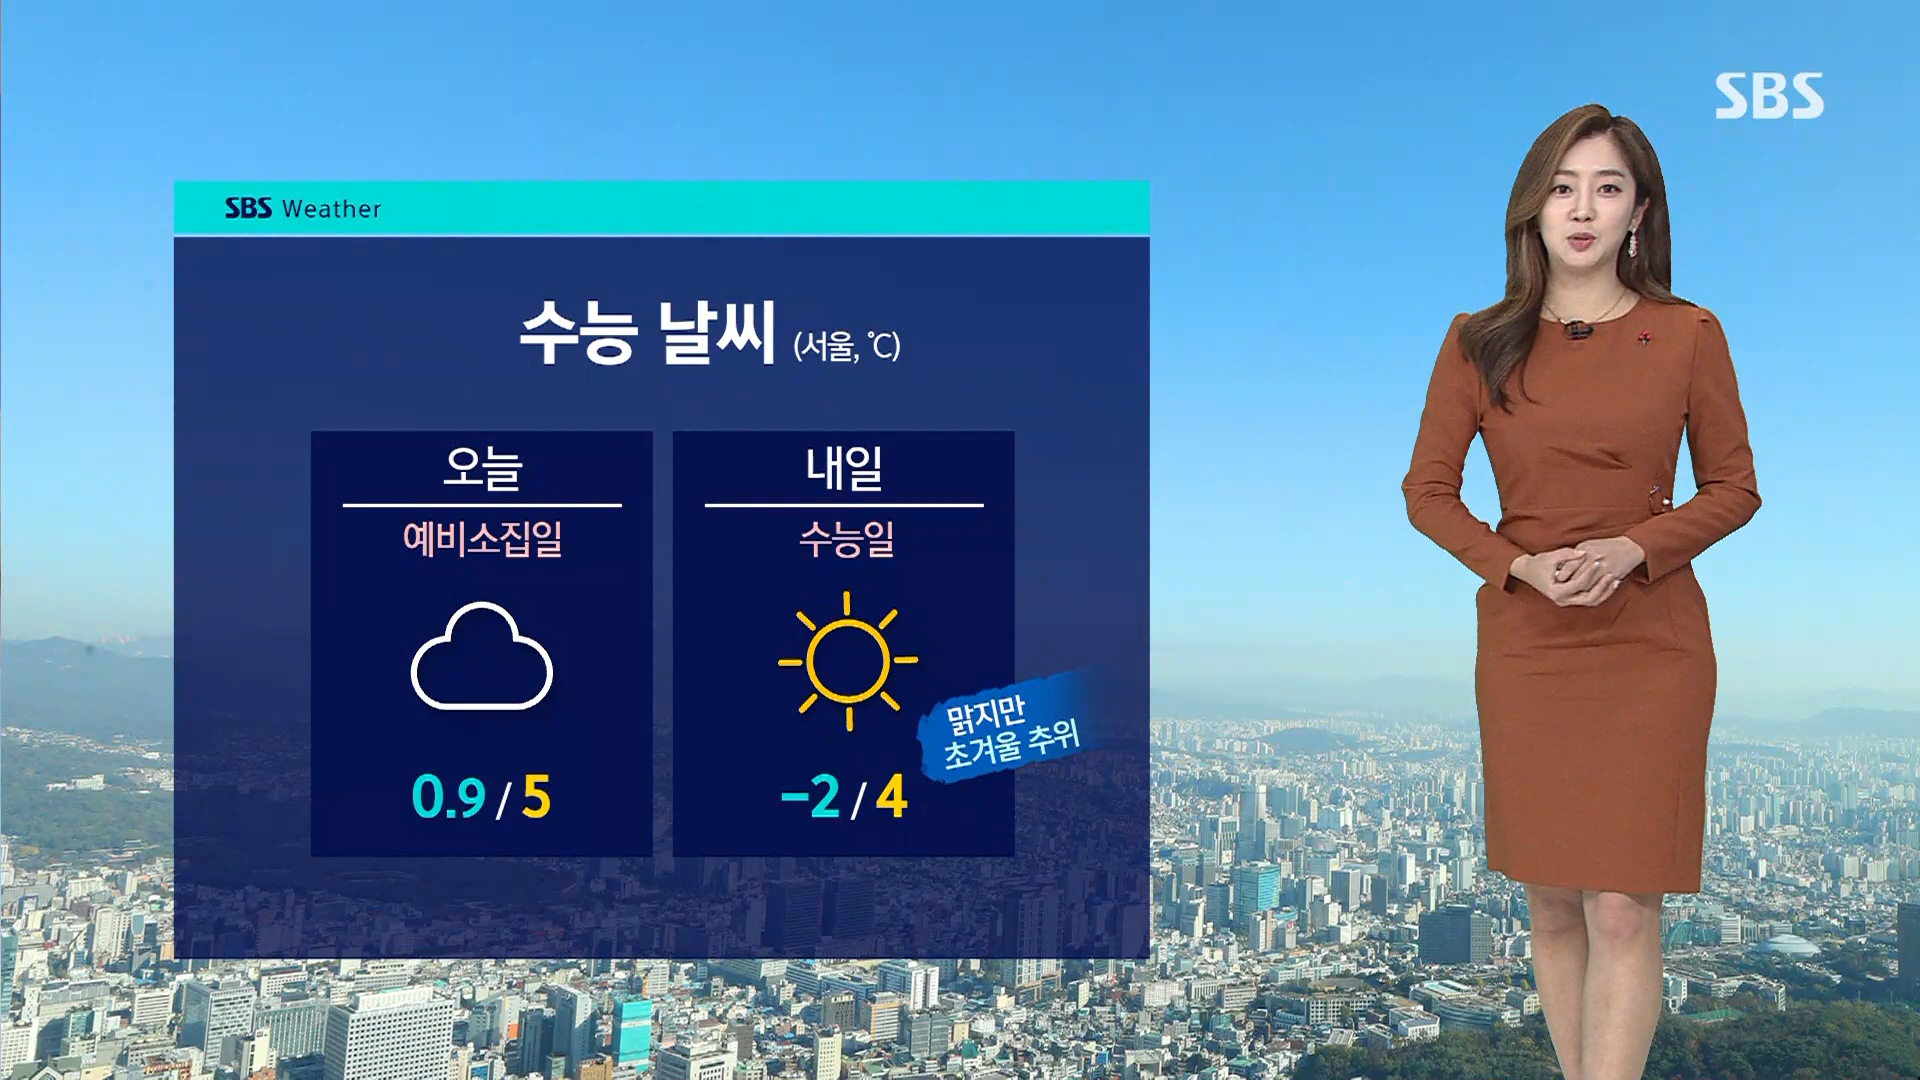 SBS
SBS Weather
수능 날씨 (서울, ℃)
오늘
예비소집일
0.9 / 5
내일
수능일
-2 / 4
맑지만
초겨울 추위